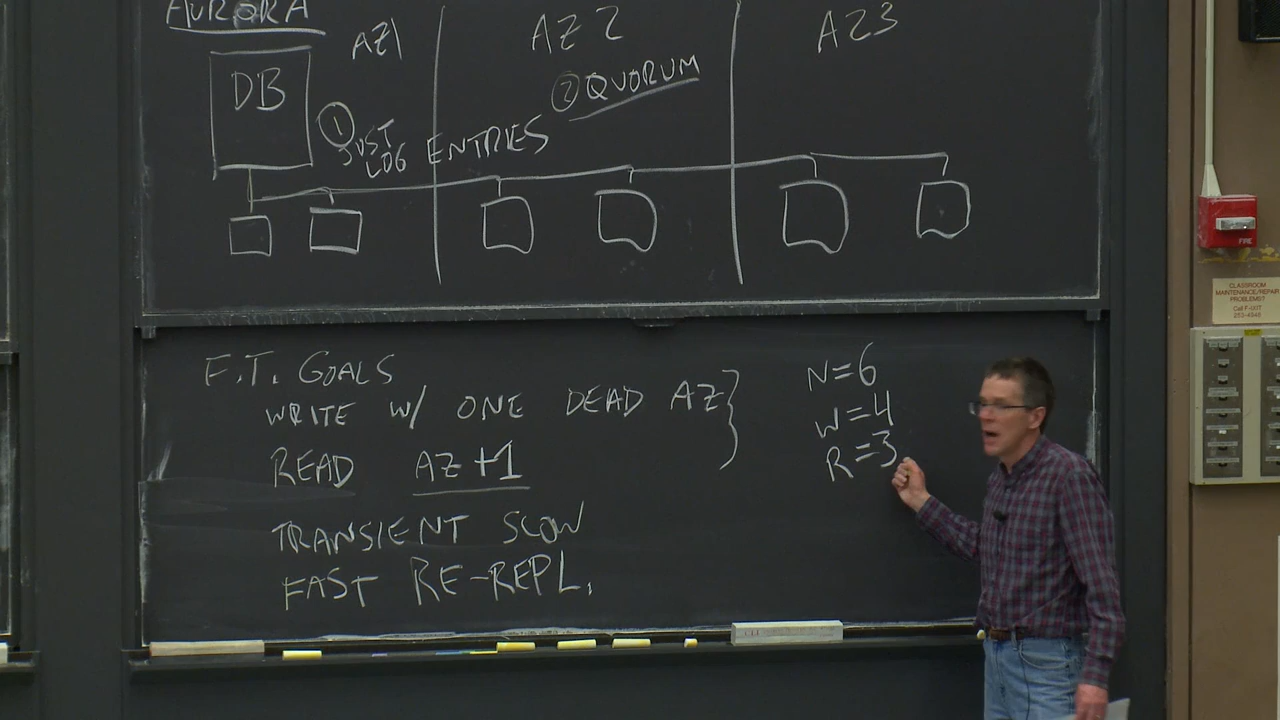 AURORA
AZ1
AZ 2
AZ3
DB
② QUORUM
① JUST
LOG ENTRIES
F.T. GOALS
WRITE W/ ONE DEAD AZ
READ AZ+1
TRANSIENT SLOW
FAST RE-REPL.
N=6
W=4
R=3
FIRE
CLASSROOM
MAINTENANCE/REPAIR
PROBLEMS?
Call F-IXIT
253-4948